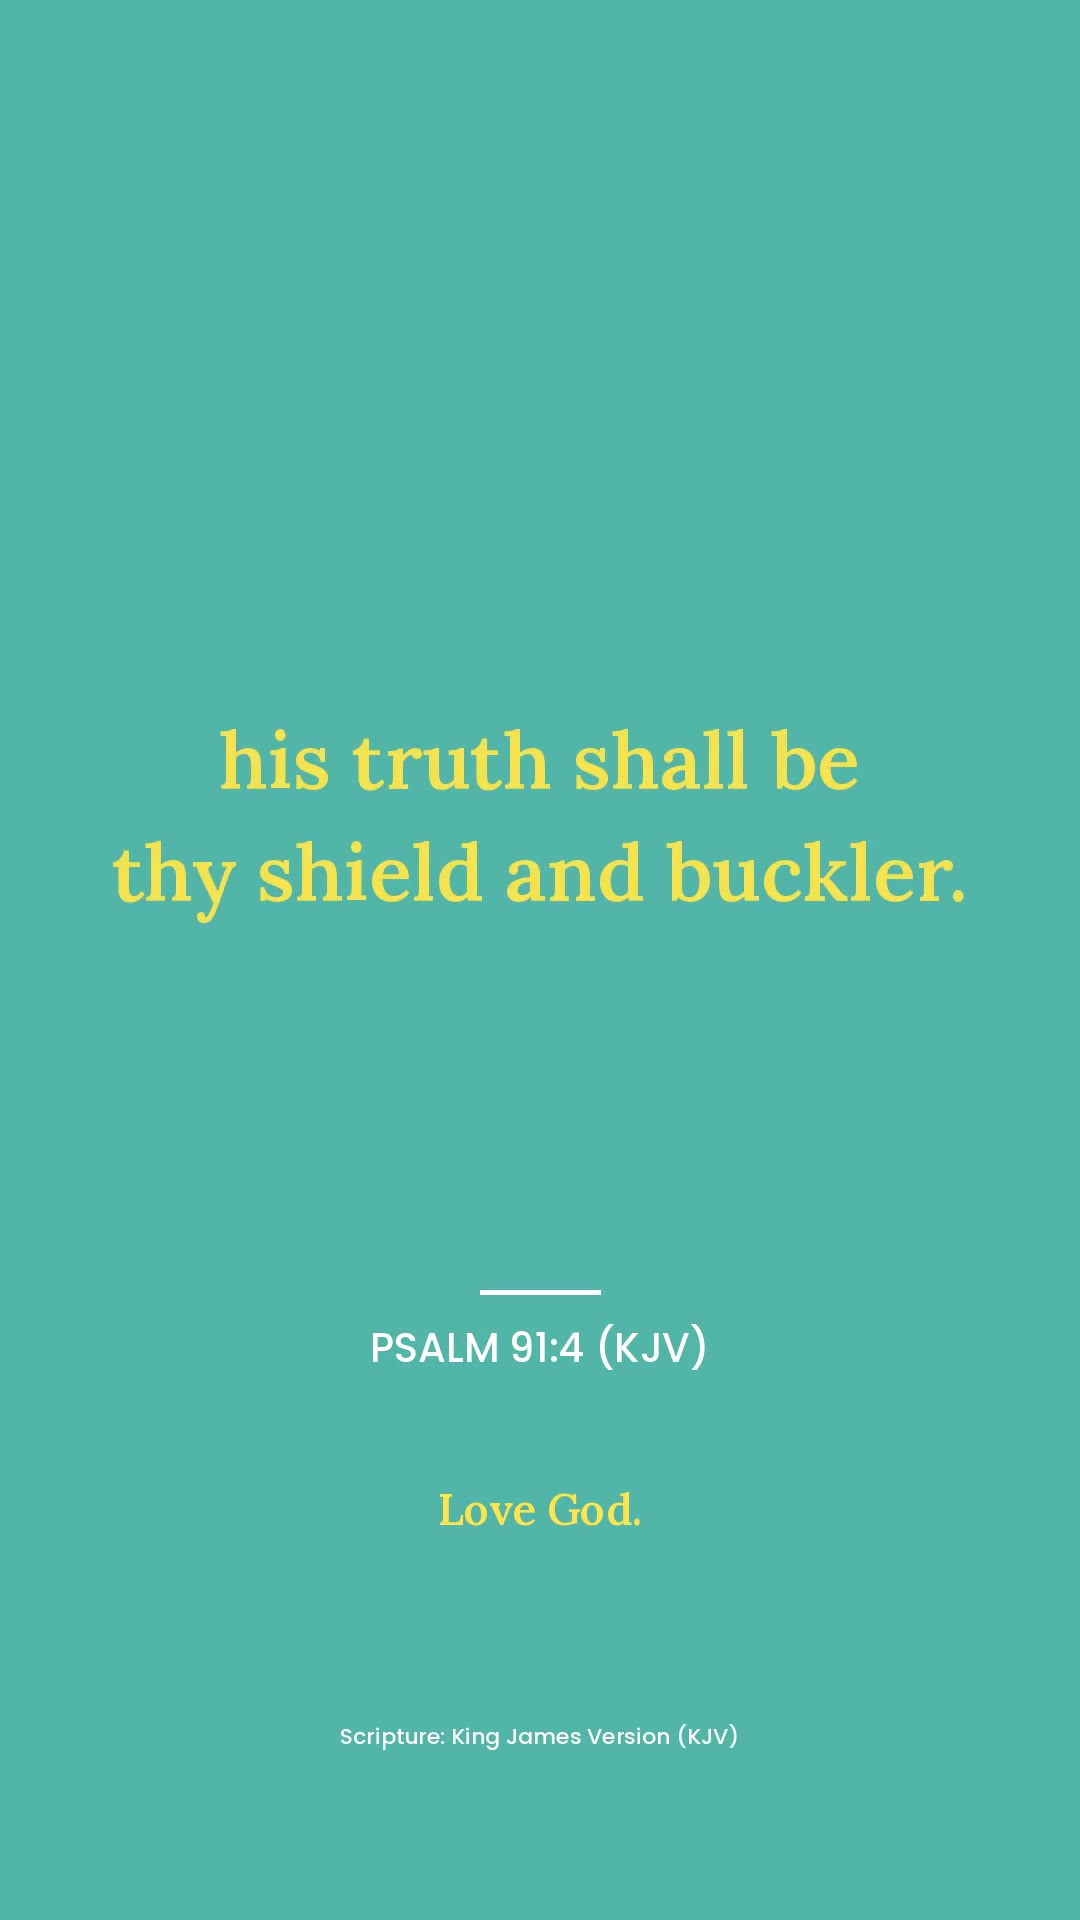 his truth shall be
thy shield and buckler.
PSALM 91:4 (KJV)
Love God.
Scripture: King James Version (KJV)